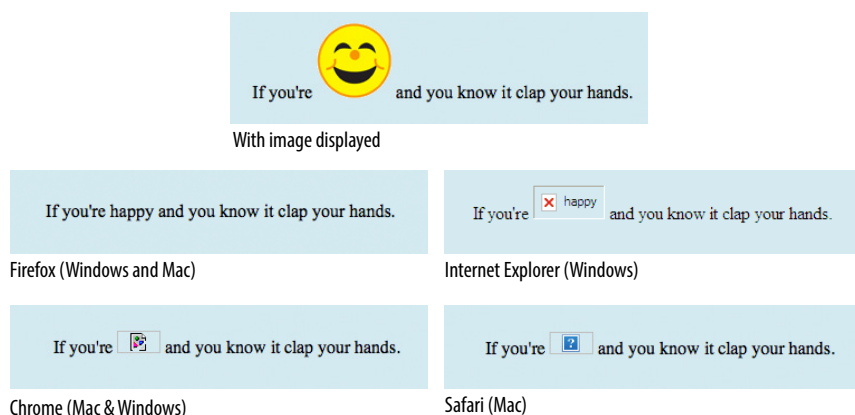 If you're and you know it clap your hands.
With image displayed
If you're happy and you know it clap your hands.
Firefox (Windows and Mac)
If you're happy and you know it clap your hands.
Internet Explorer (Windows)
If you're and you know it clap your hands.
Chrome (Mac & Windows)
If you're ? and you know it clap your hands.
Safari (Mac)